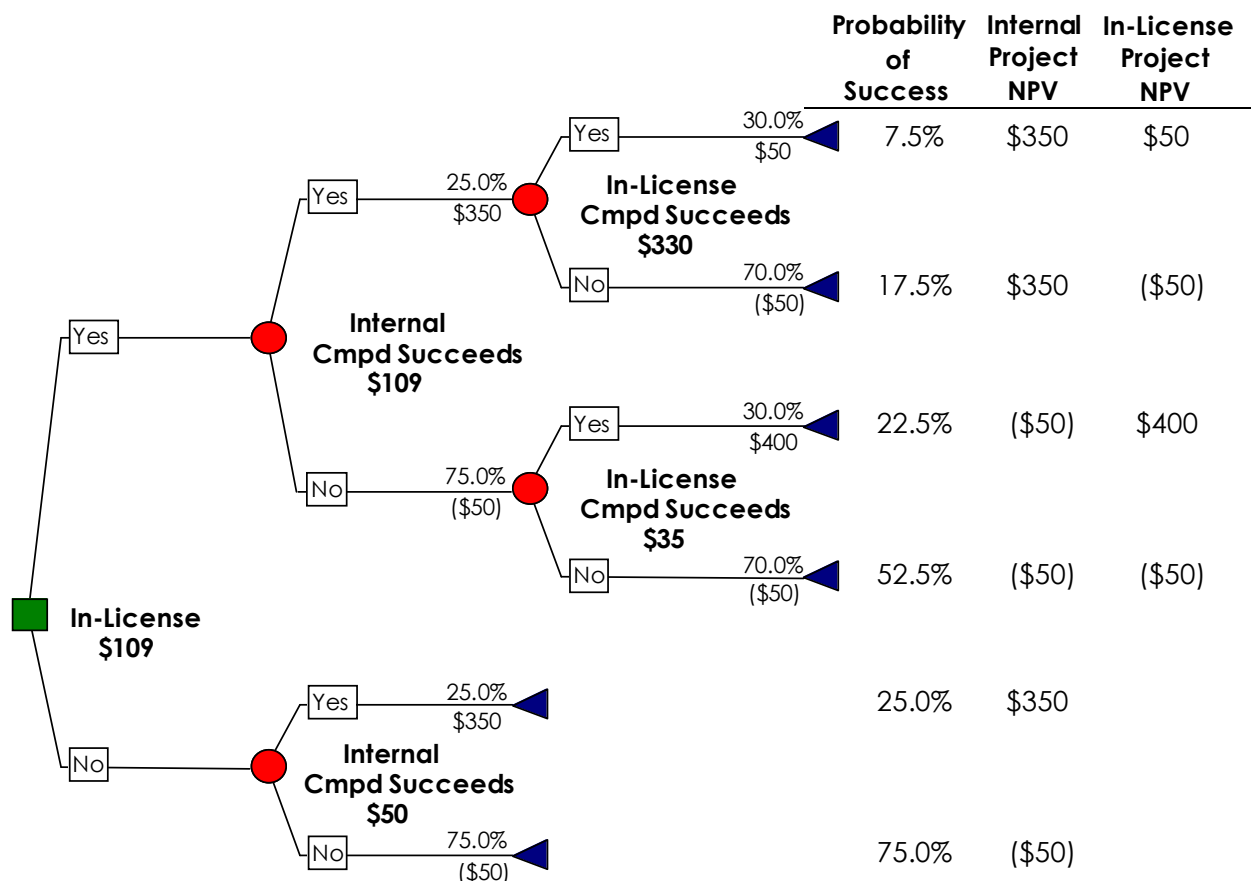 Probability of Success
Internal Project NPV
In-License Project NPV
Yes
30.0%
$50
7.5%
$350
$50
Yes
25.0%
$350
In-License
Cmpd Succeeds
$330
No
70.0%
($50)
17.5%
$350
($50)
Yes
Internal
Cmpd Succeeds
$109
Yes
30.0%
$400
22.5%
($50)
$400
No
75.0%
($50)
In-License
Cmpd Succeeds
$35
No
70.0%
($50)
52.5%
($50)
($50)
In-License
$109
Yes
25.0%
$350
25.0%
$350
No
Internal
Cmpd Succeeds
$50
No
75.0%
($50)
75.0%
($50)